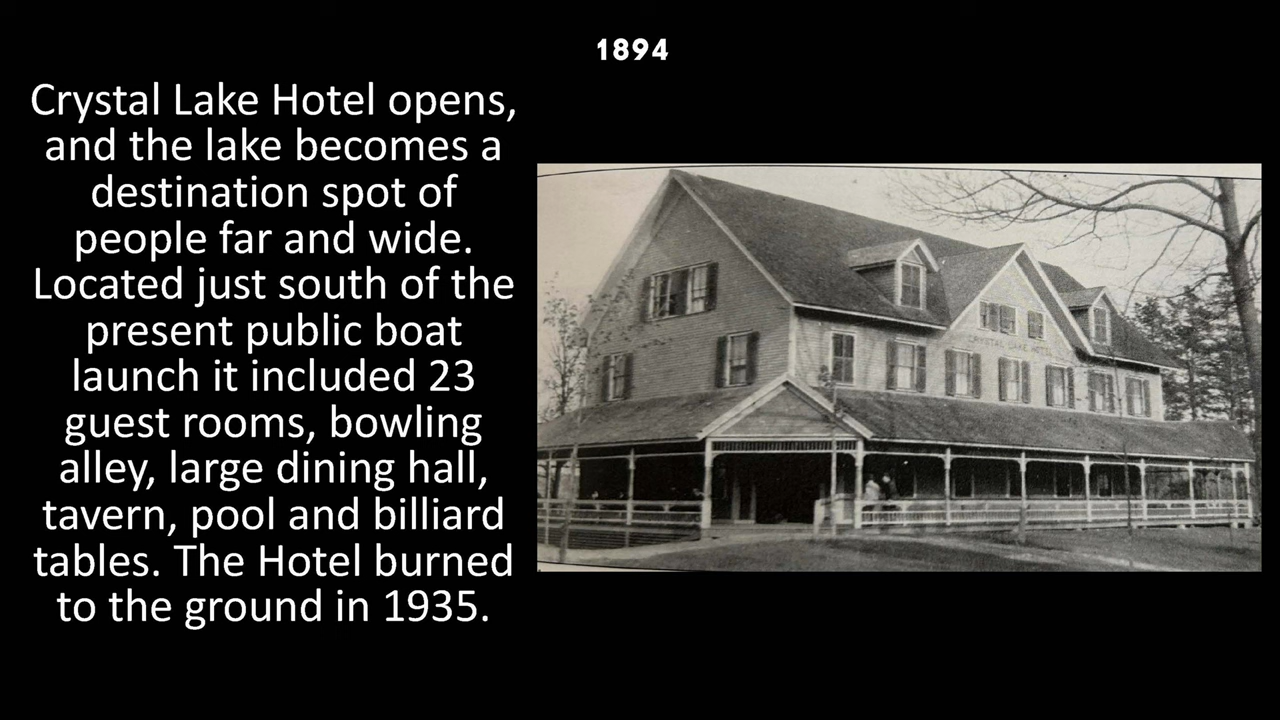 1894
Crystal Lake Hotel opens,
and the lake becomes a
destination spot of
people far and wide.
Located just south of the
present public boat
launch it included 23
guest rooms, bowling
alley, large dining hall,
tavern, pool and billiard
tables. The Hotel burned
to the ground in 1935.
CRYSTAL LAKE HOTEL